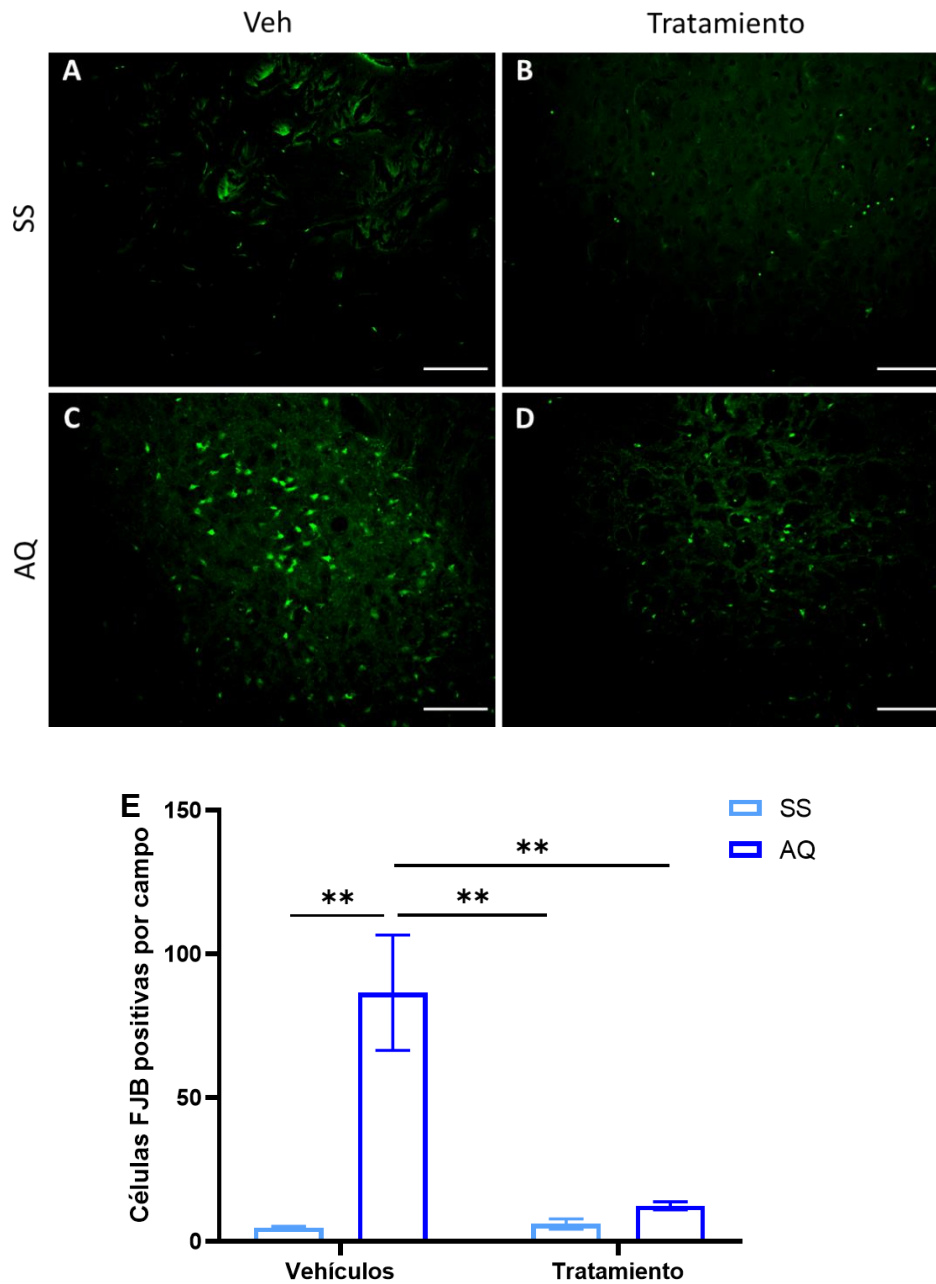 Veh
Tratamiento
A
B
SS
C
D
AQ
E
150
SS
AQ
**
**
**
100
Células FJB positivas por campo
50
0
Vehículos
Tratamiento